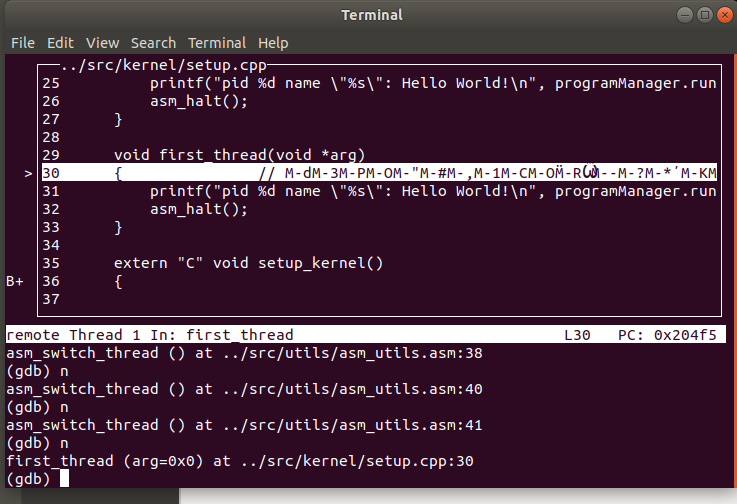 Terminal
File Edit View Search Terminal Help
../src/kernel/setup.cpp
25 printf("pid %d name \"%s\": Hello World!\n", programManager.run
26 asm_halt();
27 }
28
29 void first_thread(void *arg)
> 30 { // M-dM-3M-PM-OM-"M-#M-,M-1M-CM-
31 printf("pid %d name \"%s\": Hello World!\n", programManager.run
32 asm_halt();
33 }
34
35 extern "C" void setup_kernel()
B+ 36 {
37
remote Thread 1 In: first_thread L30 PC: 0x204f5
asm_switch_thread () at ../src/utils/asm_utils.asm:38
(gdb) n
asm_switch_thread () at ../src/utils/asm_utils.asm:40
(gdb) n
asm_switch_thread () at ../src/utils/asm_utils.asm:41
(gdb) n
first_thread (arg=0x0) at ../src/kernel/setup.cpp:30
(gdb)